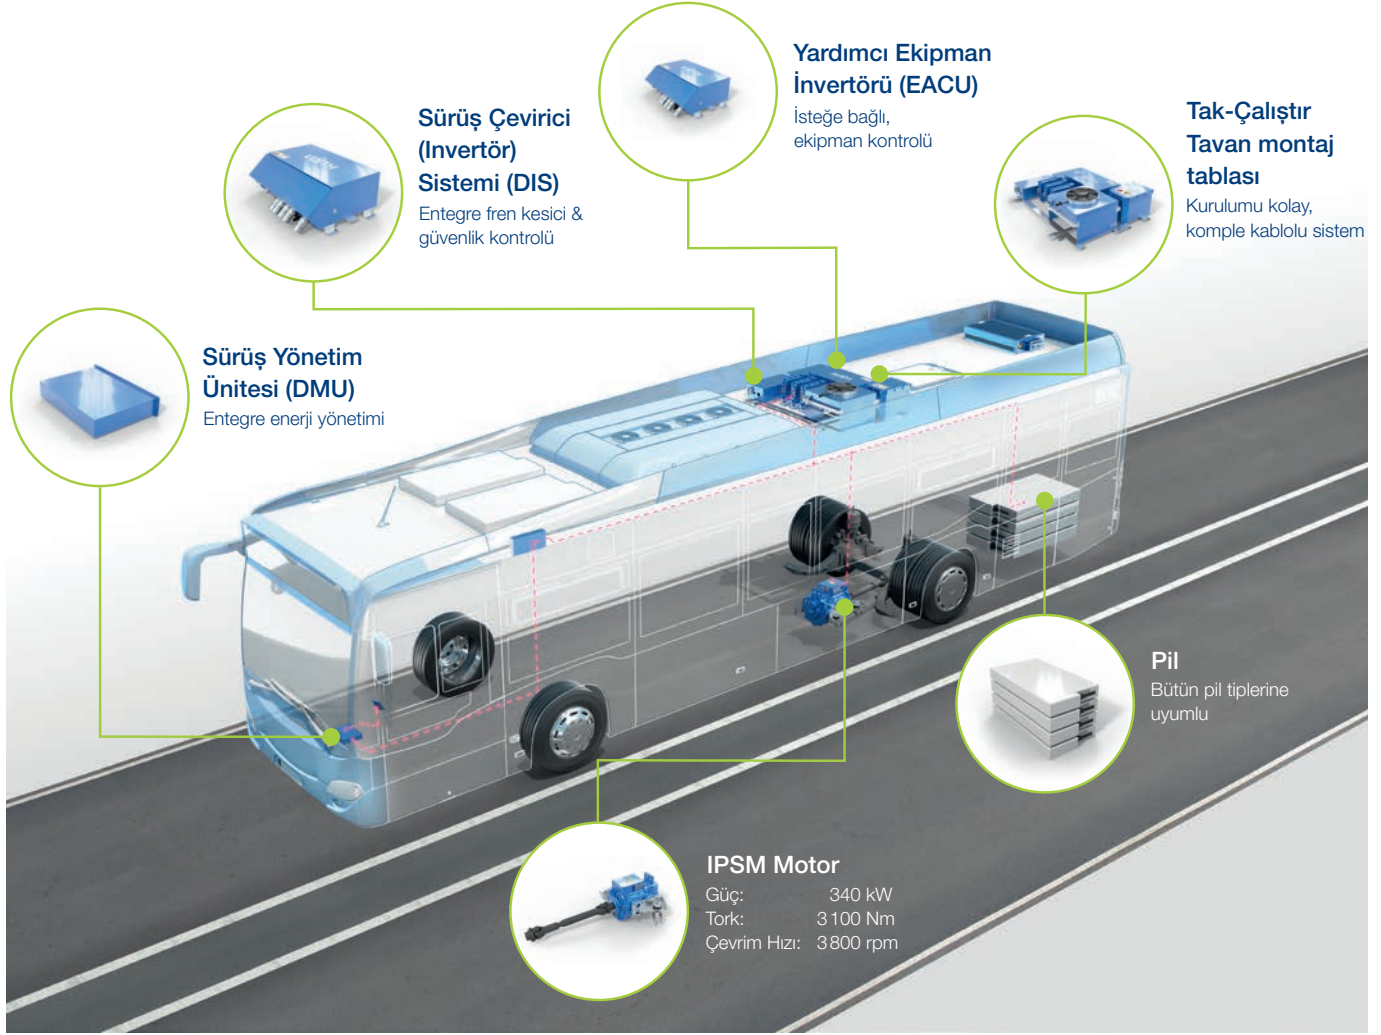 Yardımcı Ekipman
İnvertörü (EACU)
İsteğe bağlı,
ekipman kontrolü
Sürüş Çevirici
(Invertör)
Sistemi (DIS)
Entegre fren kesici &
güvenlik kontrolü
Tak-Çalıştır
Tavan montaj
tablası
Kurulumu kolay,
komple kablolu sistem
Sürüş Yönetim
Ünitesi (DMU)
Entegre enerji yönetimi
Pil
Bütün pil tiplerine
uyumlu
IPSM Motor
Güç: 340 kW
Tork: 3100 Nm
Çevrim Hızı: 3800 rpm